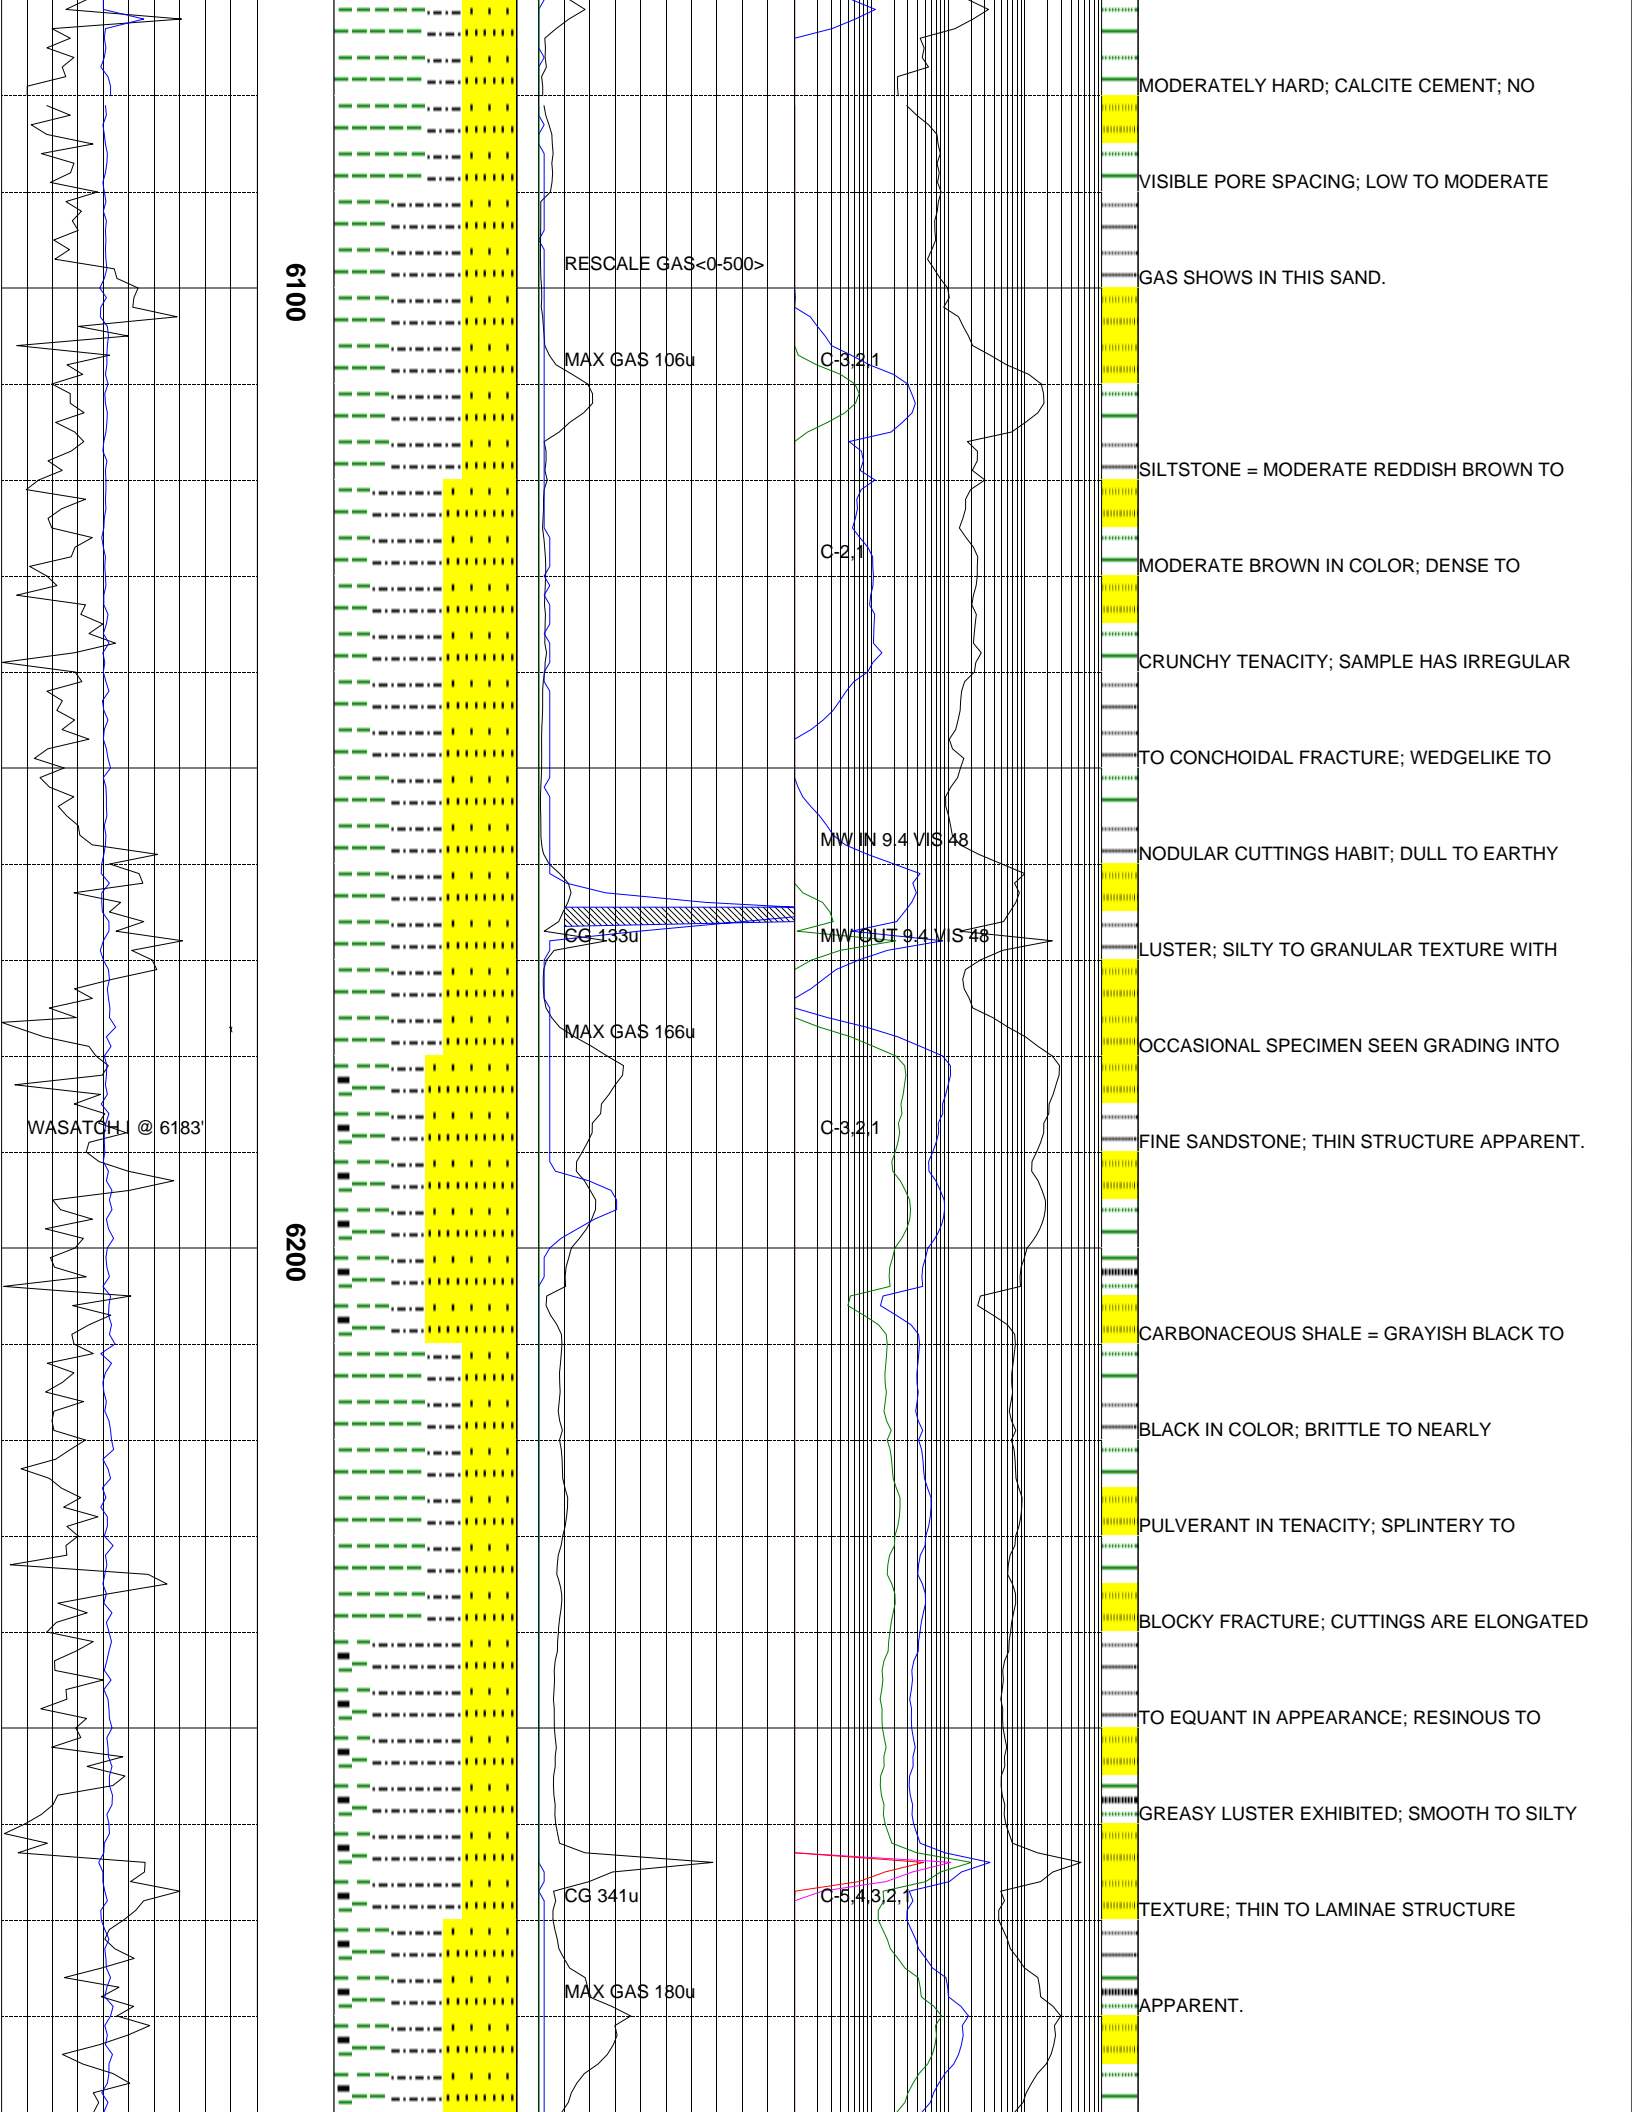 MODERATELY HARD; CALCITE CEMENT; NO
VISIBLE PORE SPACING; LOW TO MODERATE
RESCALE GAS<0-500>
6100
GAS SHOWS IN THIS SAND.
MAX GAS 106u
C-3,2,1
SILTSTONE = MODERATE REDDISH BROWN TO
C-2,1
MODERATE BROWN IN COLOR; DENSE TO
CRUNCHY TENACITY; SAMPLE HAS IRREGULAR
TO CONCHOIDAL FRACTURE; WEDGELIKE TO
MW IN 9.4 VIS 48
NODULAR CUTTINGS HABIT; DULL TO EARTHY
CG 133u
MW OUT 9.4 VIS 48
LUSTER; SILTY TO GRANULAR TEXTURE WITH
MAX GAS 166u
OCCASIONAL SPECIMEN SEEN GRADING INTO
WASATCH I @ 6183'
C-3,2,1
FINE SANDSTONE; THIN STRUCTURE APPARENT.
6200
CARBONACEOUS SHALE = GRAYISH BLACK TO
BLACK IN COLOR; BRITTLE TO NEARLY
PULVERANT IN TENACITY; SPLINTERY TO
BLOCKY FRACTURE; CUTTINGS ARE ELONGATED
TO EQUANT IN APPEARANCE; RESINOUS TO
GREASY LUSTER EXHIBITED; SMOOTH TO SILTY
CG 341u
C-5,4,3,2,1
TEXTURE; THIN TO LAMINAE STRUCTURE
MAX GAS 180u
APPARENT.